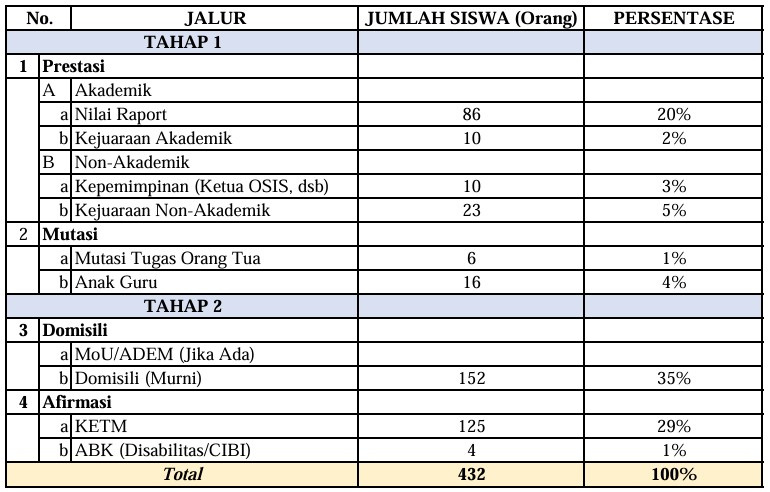 No. JALUR JUMLAH SISWA (Orang) PERSENTASE
TAHAP 1
1 Prestasi
A Akademik
a Nilai Raport 86 20%
b Kejuaraan Akademik 10 2%
B Non-Akademik
a Kepemimpinan (Ketua OSIS, dsb) 10 3%
b Kejuaraan Non-Akademik 23 5%
2 Mutasi
a Mutasi Tugas Orang Tua 6 1%
b Anak Guru 16 4%
TAHAP 2
3 Domisili
a MoU/ADEM (Jika Ada)
b Domisili (Murni) 152 35%
4 Afirmasi
a KETM 125 29%
b ABK (Disabilitas/CIBI) 4 1%
Total 432 100%